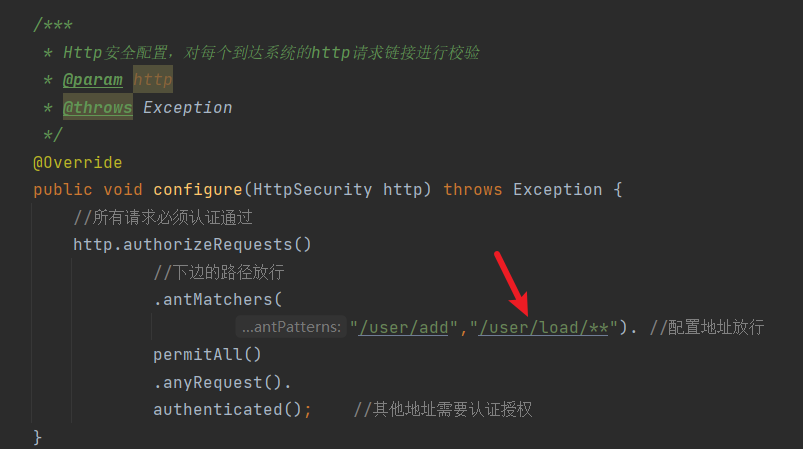 /***
* Http安全配置，对每个到达系统的http请求链接进行校验
* @param http
* @throws Exception
*/
@Override
public void configure(HttpSecurity http) throws Exception {
//所有请求必须认证通过
http.authorizeRequests()
//下边的路径放行
.antMatchers(
...antPatterns: "/user/add","/user/load/**"). //配置地址放行
permitAll()
.anyRequest().
authenticated(); //其他地址需要认证授权
}